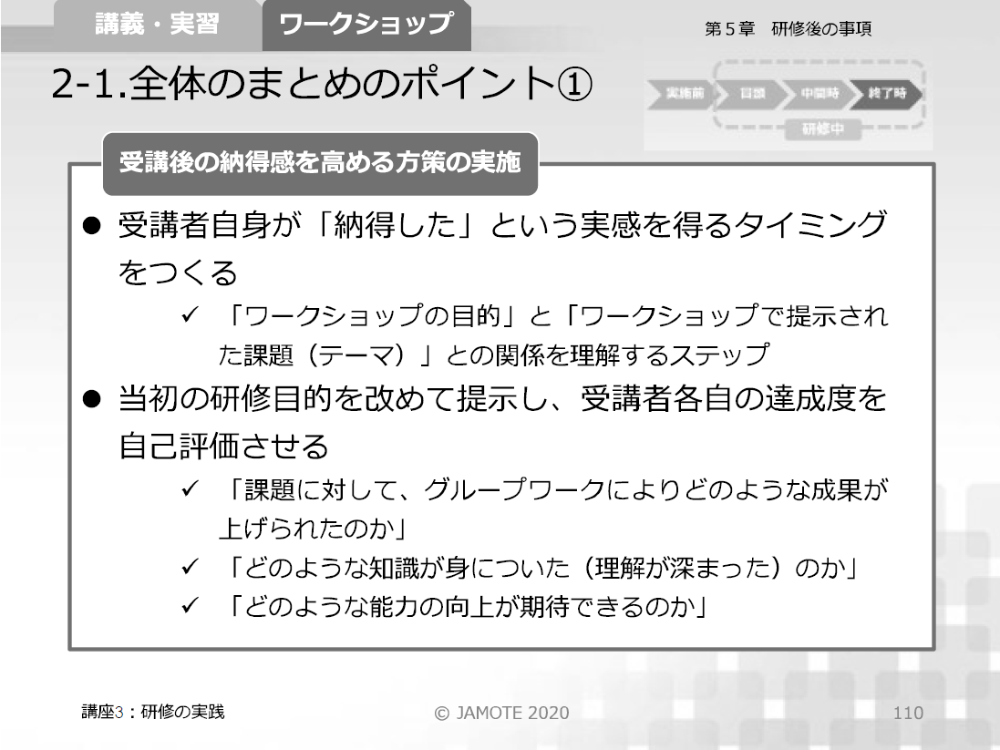 講義・実習
ワークショップ
第５章　研修後の事項
2-1.全体のまとめのポイント①
実施前
冒頭
中間時
終了時
研修中
受講後の納得感を高める方策の実施
● 受講者自身が「納得した」という実感を得るタイミング
をつくる
✓ 「ワークショップの目的」と「ワークショップで提示され
た課題（テーマ）」との関係を理解するステップ
● 当初の研修目的を改めて提示し、受講者各自の達成度を
自己評価させる
✓ 「課題に対して、グループワークによりどのような成果が
上げられたのか」
✓ 「どのような知識が身についた（理解が深まった）のか」
✓ 「どのような能力の向上が期待できるのか」
講座3：研修の実践
© JAMOTE 2020
110